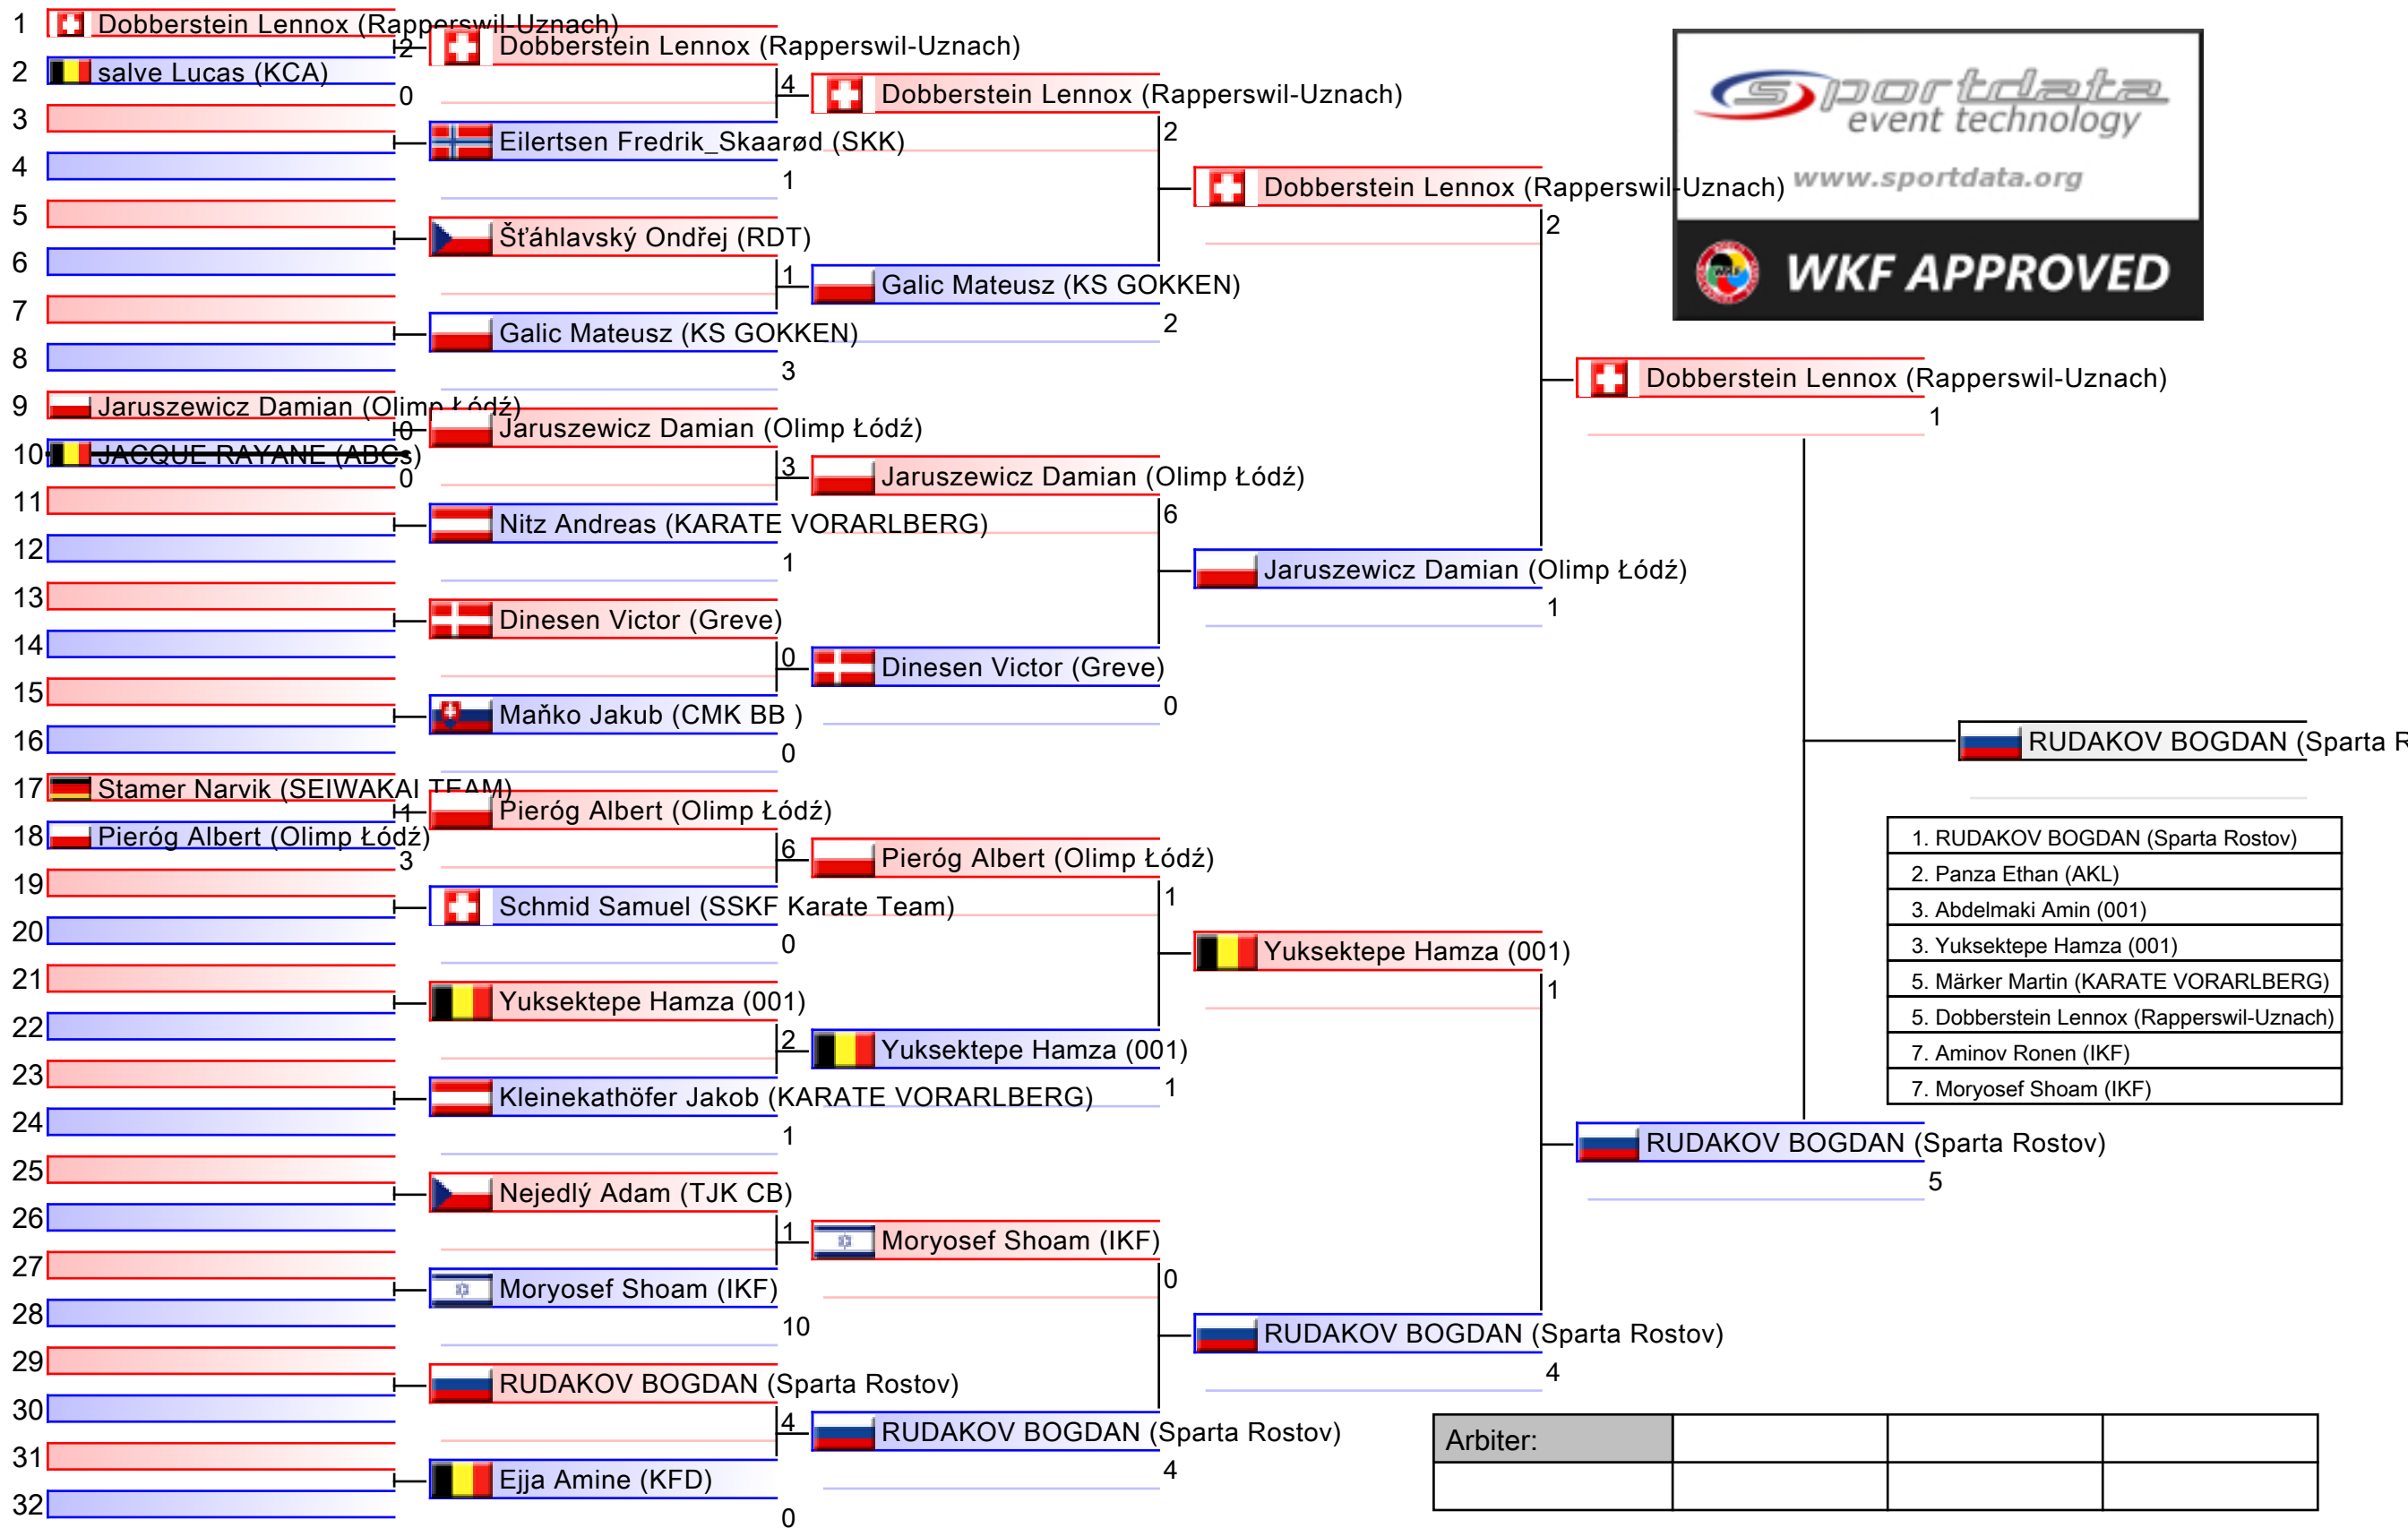 1 Dobberstein Lennox (Rapperswil-Uznach)
2
2 salve Lucas (KCA)
0
3
4
5
6
7
8
9 Jaruszewicz Damian (Olimp Łódź)
0
10 JACQUE RAYANE (ABCs)
0
11
12
13
14
15
16
17 Stamer Narvik (SEIWAKAI TEAM)
1
18 Pieróg Albert (Olimp Łódź)
3
19
20
21
22
23
24
25
26
27
28
29
30
31
32
Dobberstein Lennox (Rapperswil-Uznach)
4
Eilertsen Fredrik_Skaarød (SKK)
1
Šťáhlavský Ondřej (RDT)
1
Galic Mateusz (KS GOKKEN)
3
Jaruszewicz Damian (Olimp Łódź)
3
Nitz Andreas (KARATE VORARLBERG)
1
Dinesen Victor (Greve)
0
Maňko Jakub (CMK BB )
0
Pieróg Albert (Olimp Łódź)
6
Schmid Samuel (SSKF Karate Team)
0
Yuksektepe Hamza (001)
2
Kleinekathöfer Jakob (KARATE VORARLBERG)
1
Nejedlý Adam (TJK CB)
1
Moryosef Shoam (IKF)
10
RUDAKOV BOGDAN (Sparta Rostov)
4
Ejja Amine (KFD)
0
Dobberstein Lennox (Rapperswil-Uznach)
2
Galic Mateusz (KS GOKKEN)
2
Jaruszewicz Damian (Olimp Łódź)
6
Dinesen Victor (Greve)
0
Pieróg Albert (Olimp Łódź)
1
Yuksektepe Hamza (001)
1
Moryosef Shoam (IKF)
0
RUDAKOV BOGDAN (Sparta Rostov)
4
Dobberstein Lennox (Rapperswil-Uznach)
2
Jaruszewicz Damian (Olimp Łódź)
1
Yuksektepe Hamza (001)
1
RUDAKOV BOGDAN (Sparta Rostov)
4
Dobberstein Lennox (Rapperswil-Uznach)
1
RUDAKOV BOGDAN (Sparta Rostov)
5
RUDAKOV BOGDAN (Sparta R
sportdata
event technology
www.sportdata.org
WKF APPROVED
1. RUDAKOV BOGDAN (Sparta Rostov)
2. Panza Ethan (AKL)
3. Abdelmaki Amin (001)
3. Yuksektepe Hamza (001)
5. Märker Martin (KARATE VORARLBERG)
5. Dobberstein Lennox (Rapperswil-Uznach)
7. Aminov Ronen (IKF)
7. Moryosef Shoam (IKF)
Arbiter: